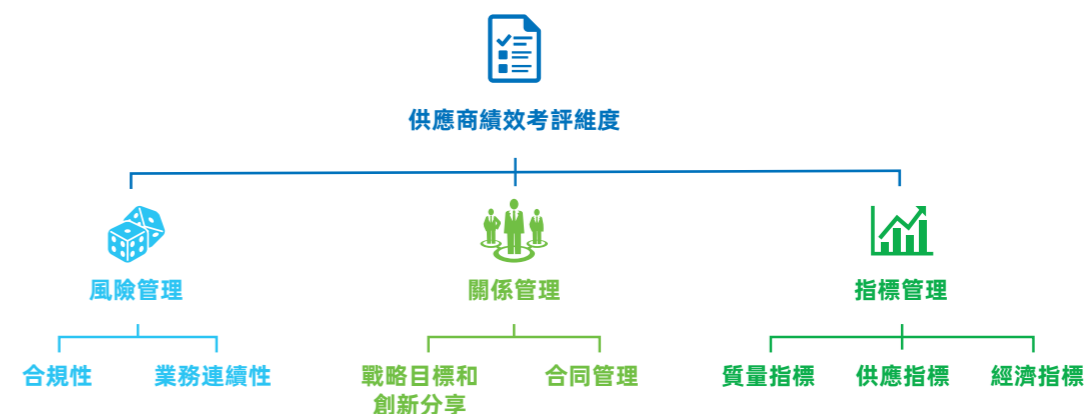 供應商績效考評維度
風險管理
關係管理
指標管理
合規性
業務連續性
戰略目標和
創新分享
合同管理
質量指標
供應指標
經濟指標